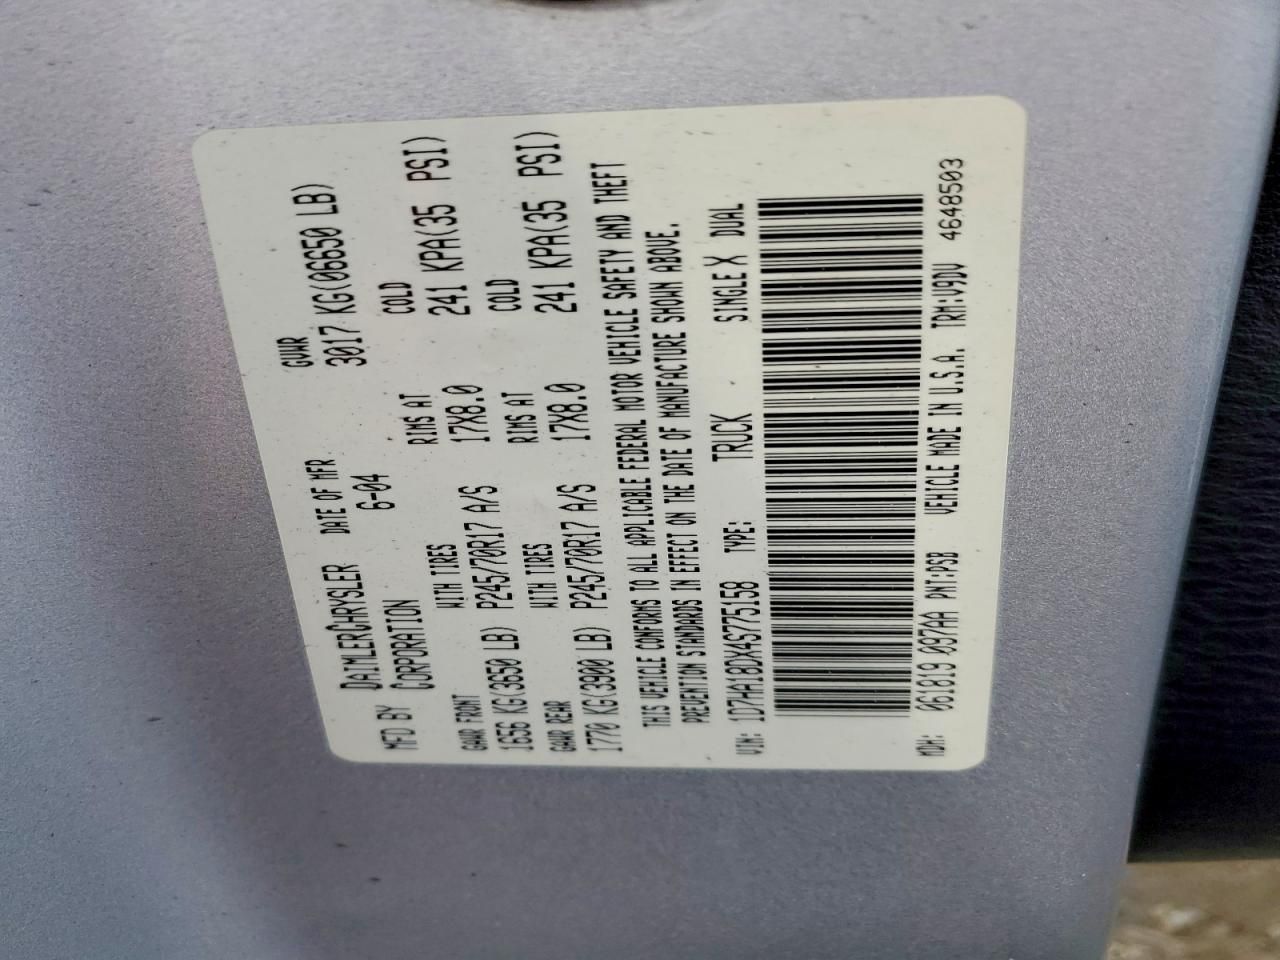 MFD BY DAIMLERCHRYSLER CORPORATION DATE OF MFR 6-04 GVWR 3017 KG(06650 LB)
GAWR FRONT WITH TIRES RIMS AT COLD
1656 KG(3650 LB) P245/70R17 A/S 17X8.0 241 KPA(35 PSI)
GAWR REAR WITH TIRES RIMS AT COLD
1770 KG(3900 LB) P245/70R17 A/S 17X8.0 241 KPA(35 PSI)
THIS VEHICLE CONFORMS TO ALL APPLICABLE FEDERAL MOTOR VEHICLE SAFETY AND THEFT
PREVENTION STANDARDS IN EFFECT ON THE DATE OF MANUFACTURE SHOWN ABOVE.
VIN: 1D7HA18DX4S775158 TYPE: TRUCK SINGLE X DUAL
MDH: 061019 087AA PNT:PSB VEHICLE MADE IN U.S.A. TRM:V9DV 4648503